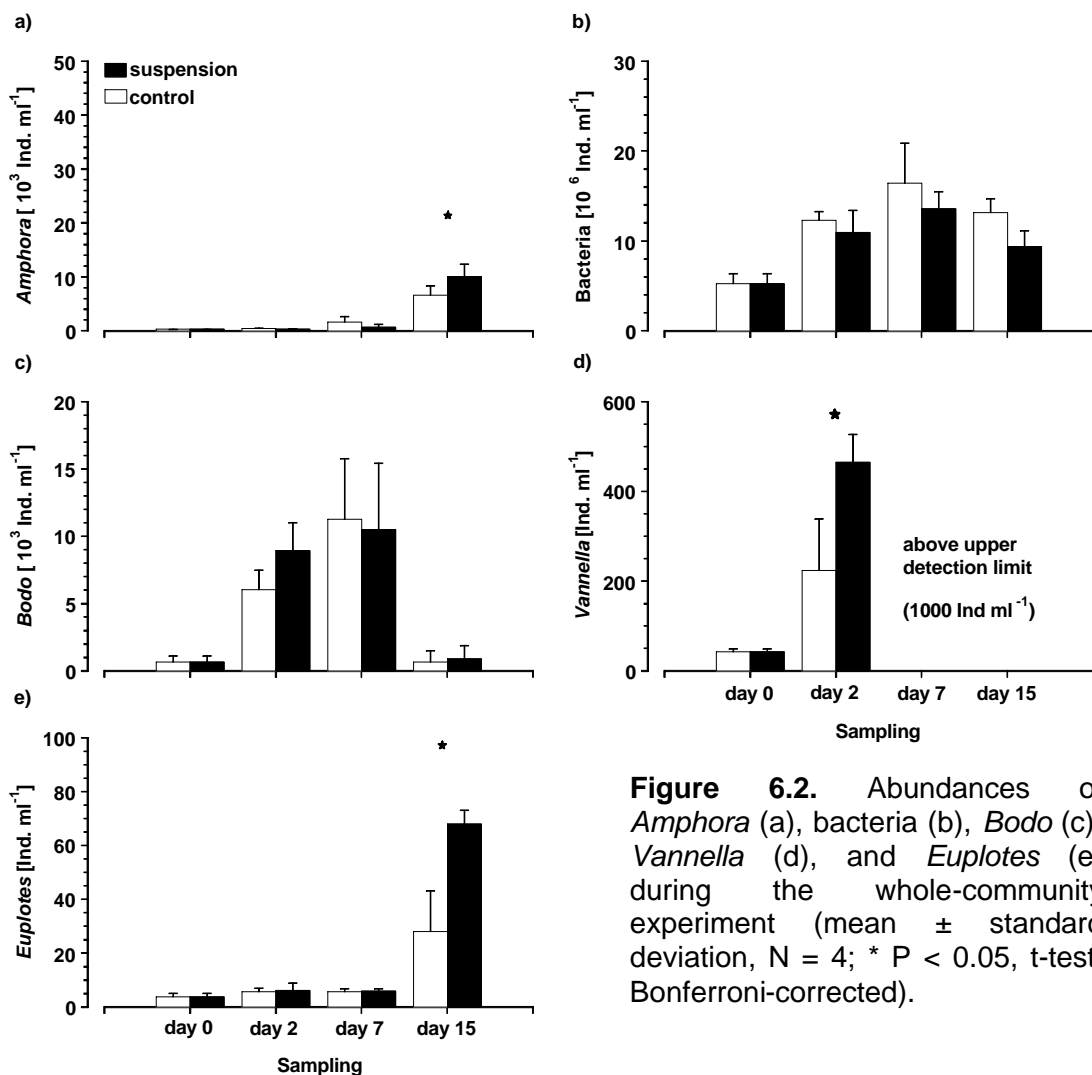 a)
50
40
30
20
10
0
Amphora [ 10³ Ind. ml⁻¹]
suspension
control
*
b)
30
20
10
0
Bacteria [10⁶ Ind. ml⁻¹]
c)
20
15
10
5
0
Bodo [ 10³ Ind. ml⁻¹]
d)
600
400
200
0
Vannella [Ind. ml⁻¹]
*
above upper
detection limit
(1000 Ind ml⁻¹)
day 0 day 2 day 7 day 15
Sampling
e)
100
80
60
40
20
0
Euplotes [Ind. ml⁻¹]
*
day 0 day 2 day 7 day 15
Sampling
Figure 6.2. Abundances o
Amphora (a), bacteria (b), Bodo (c)
Vannella (d), and Euplotes (e
during the whole-community
experiment (mean ± standard
deviation, N = 4; * P < 0.05, t-test
Bonferroni-corrected).